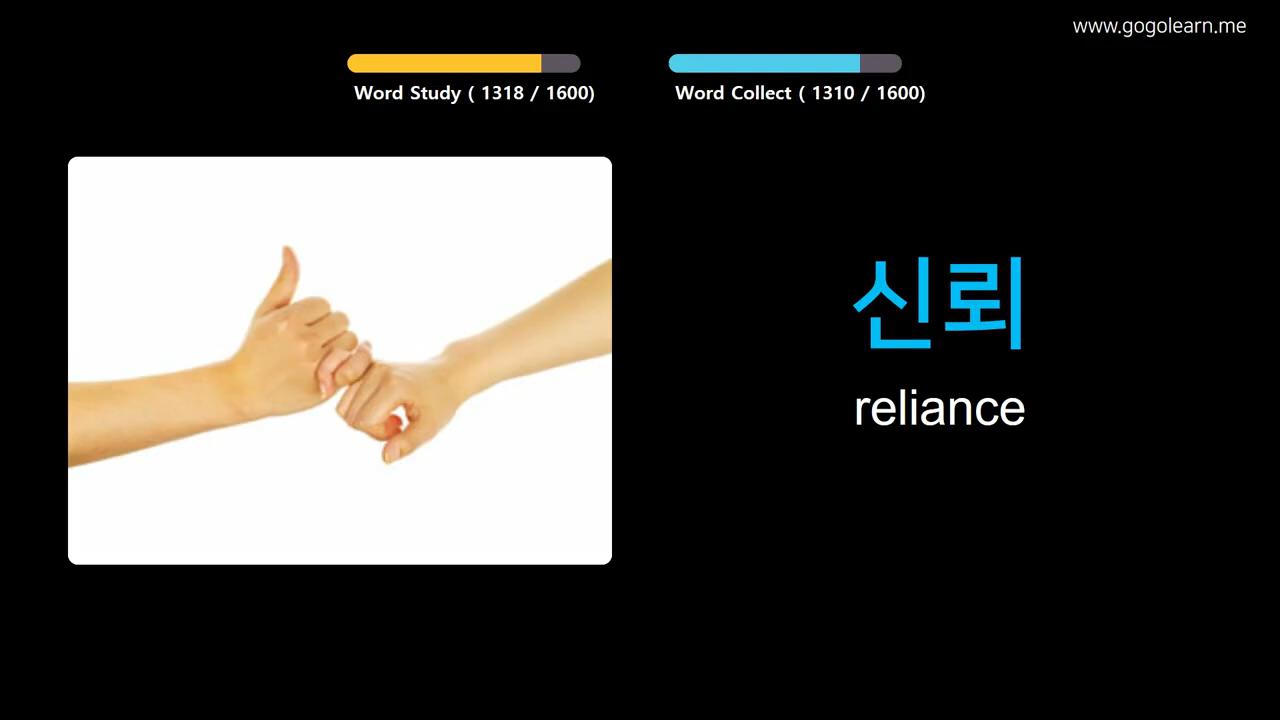 www.gogolearn.me
Word Study ( 1318 / 1600)
Word Collect ( 1310 / 1600)
신뢰
reliance